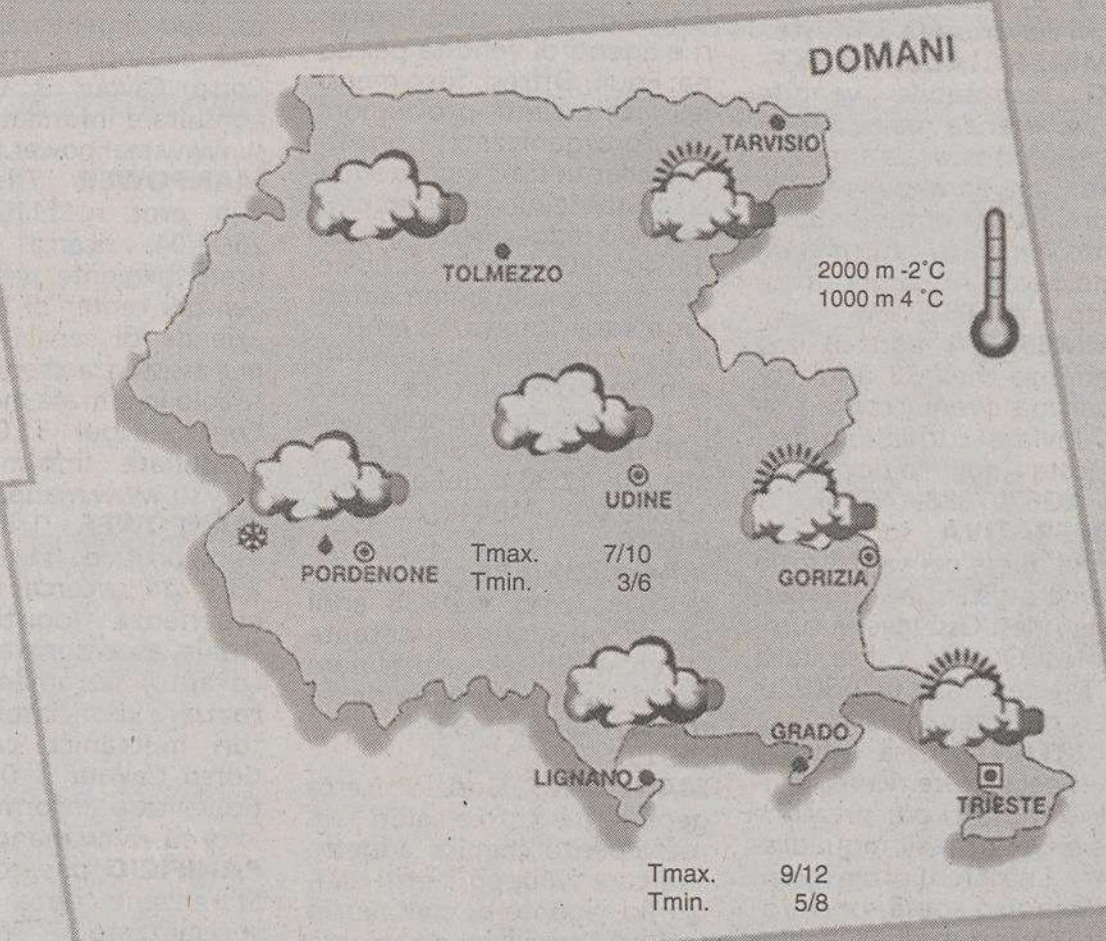 DOMANI
TARVISIO
TOLMEZZO
2000 m -2°C
1000 m 4 °C
UDINE
PORDENONE
Tmax. 7/10
Tmin. 3/6
GORIZIA
GRADO
LIGNANO
TRIESTE
Tmax. 9/12
Tmin. 5/8